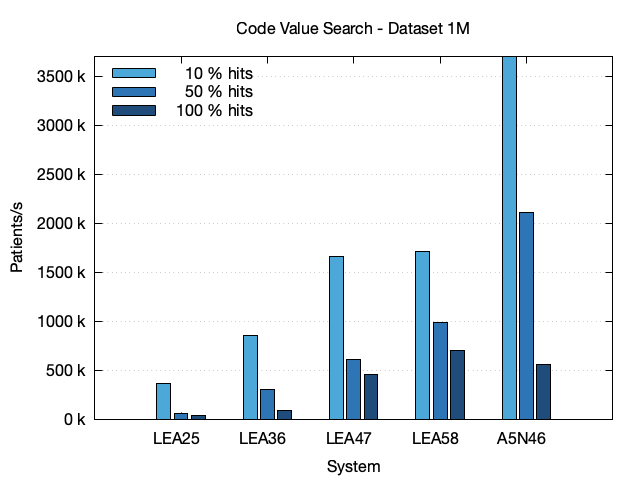 Code Value Search - Dataset 1M
10 % hits
50 % hits
100 % hits
3500 k
3000 k
2500 k
2000 k
1500 k
1000 k
500 k
0 k
Patients/s
LEA25 LEA36 LEA47 LEA58 A5N46
System